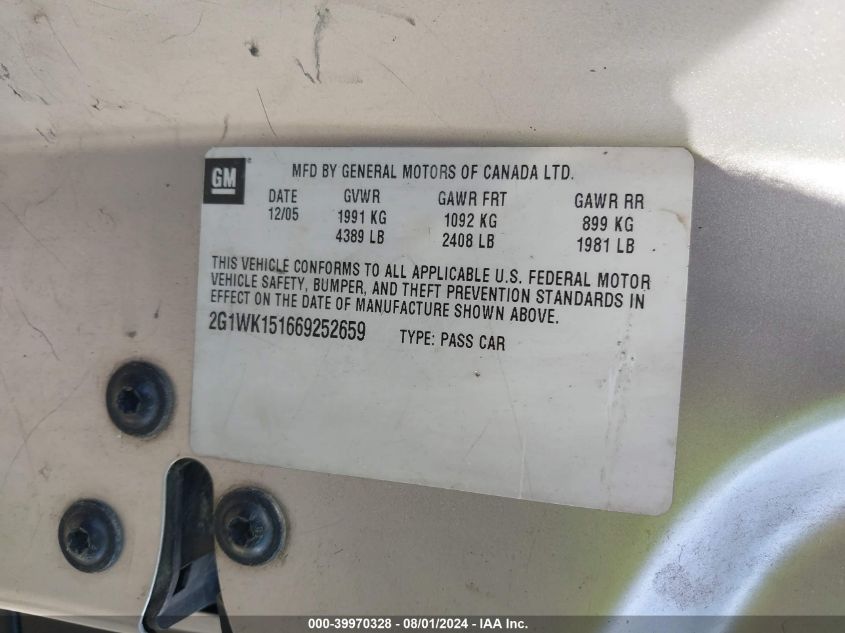 GM
MFD BY GENERAL MOTORS OF CANADA LTD.
DATE GVWR GAWR FRT GAWR RR
12/05 1991 KG 1092 KG 899 KG
4389 LB 2408 LB 1981 LB
THIS VEHICLE CONFORMS TO ALL APPLICABLE U.S. FEDERAL MOTOR
VEHICLE SAFETY, BUMPER, AND THEFT PREVENTION STANDARDS IN
EFFECT ON THE DATE OF MANUFACTURE SHOWN ABOVE.
2G1WK151669252659 TYPE: PASS CAR
000-39970328 - 08/01/2024 - IAA Inc.